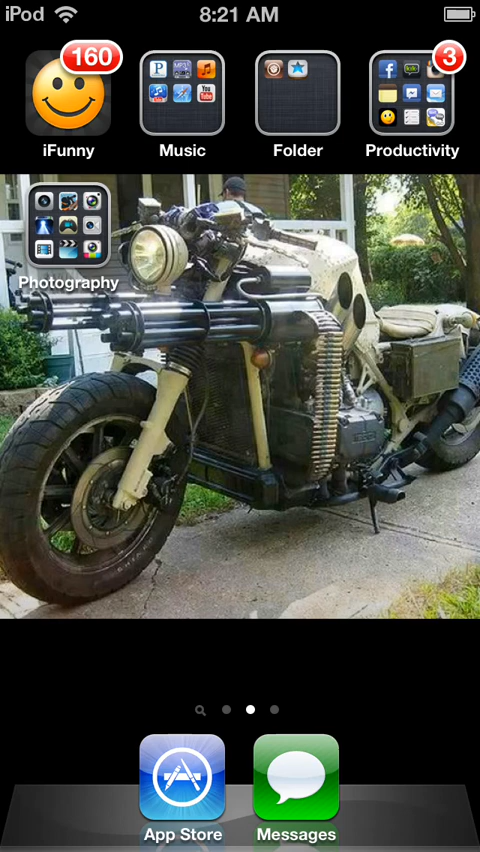 iPod 8:21 AM
160
3
iFunny Music Folder Productivity
Photography
App Store Messages